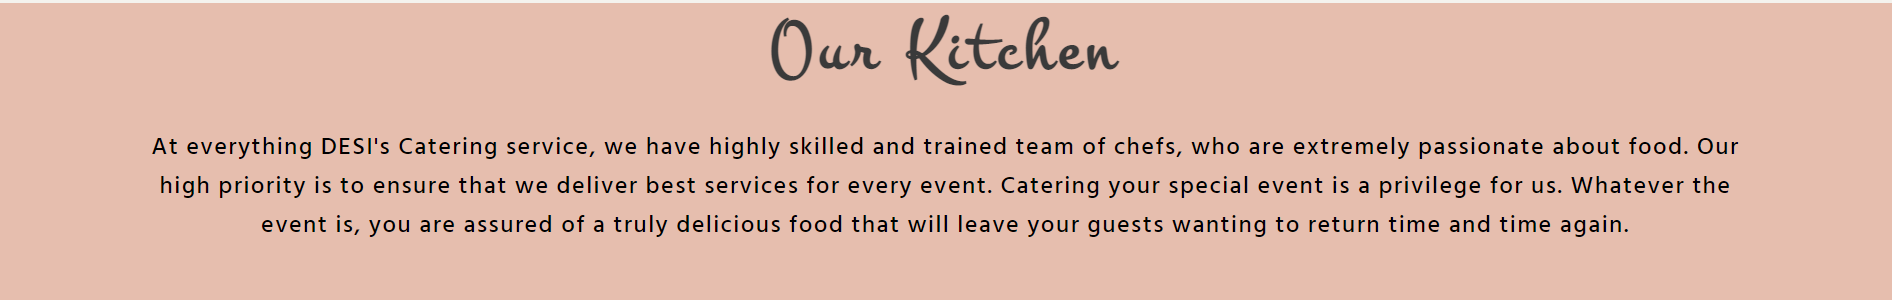 Our Kitchen
At everything DESI's Catering service, we have highly skilled and trained team of chefs, who are extremely passionate about food. Our
high priority is to ensure that we deliver best services for every event. Catering your special event is a privilege for us. Whatever the
event is, you are assured of a truly delicious food that will leave your guests wanting to return time and time again.